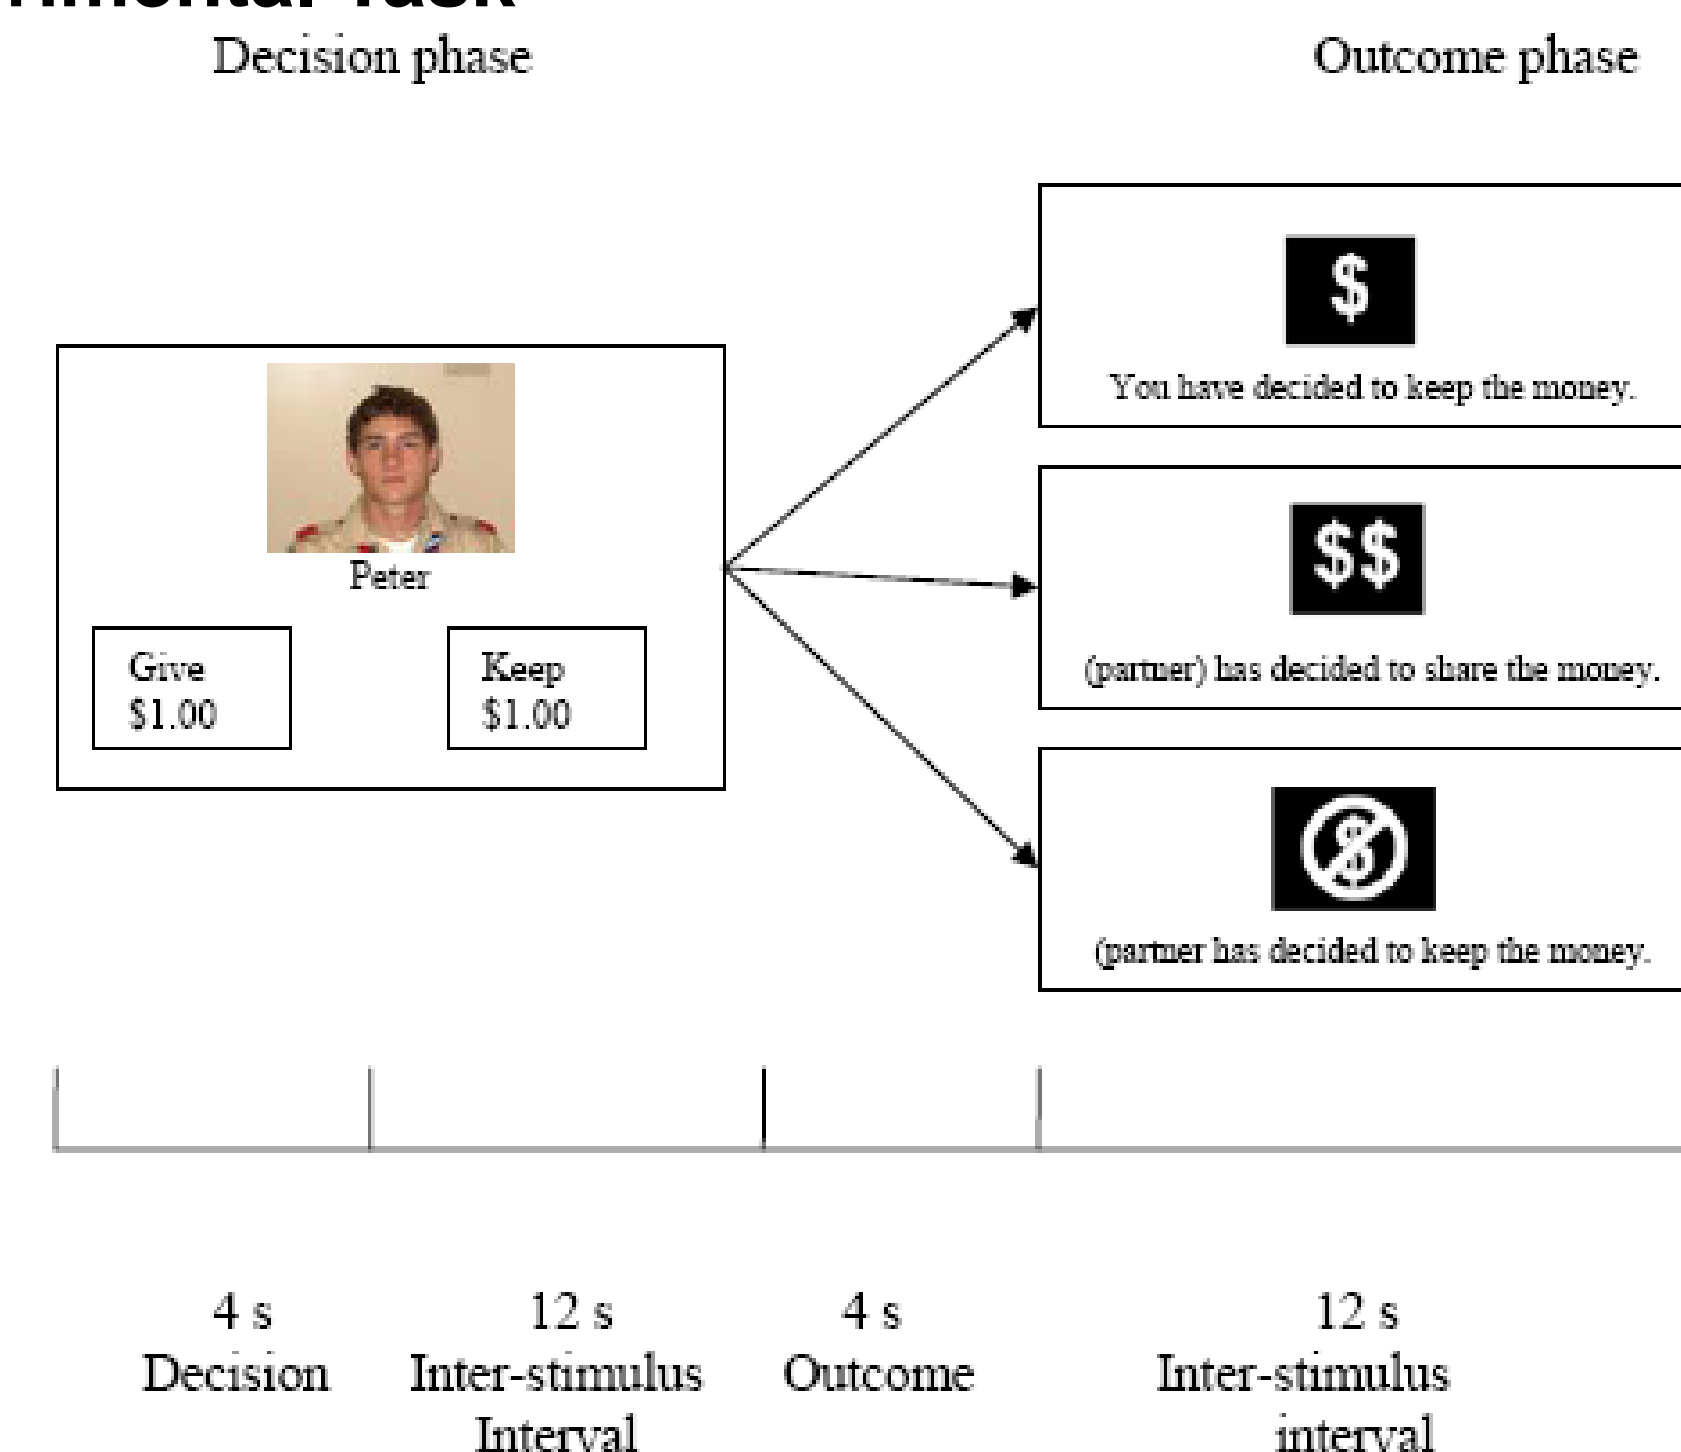 Task
Decision phase
Outcome phase
Peter
Give
$1.00
Keep
$1.00
$
You have decided to keep the money.
$$
(partner) has decided to share the money.
$
(partner has decided to keep the money.
4 s
Decision
12 s
Inter-stimulus
Interval
4 s
Outcome
12 s
Inter-stimulus
interval